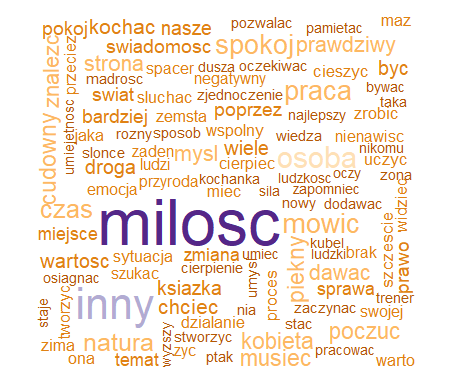 pozwalac maz
pokoj kochac nasze pamietac
swiadomosc spokoj prawdziwy
znalezc przeciez strona spacer dusza oczekiwac cieszyc byc
madrosc negatywny bywac
swiat sluchac zjednoczenie praca taka
cudowny umiejetnosc bardziej zemsta poprzez najlepszy zrobic
jaka rozny sposob wspolny wiedza nienawisc
slonce zaden mysl wiele osoba nikomu
droga ludzi cierpiec ludzkosc oczy uczyc zona
emocja przyroda kochanka sila zapomniec
czas miec nowy dodawac widziec
milosc mowic
miejsce kubel szczescie
wartosc sytuacja zmiana umiec piekny ludzki brak prawo
osiagnac szukac cierpienie umysl dawac
inny ksiazka proces sprawa trener
staje tworzyc chciec nia zaczynac swojej
dzialanie stac poczuc
zima natura wyzszy stworzyc kobieta
ona temat zyc ptak musiec pracowac warto